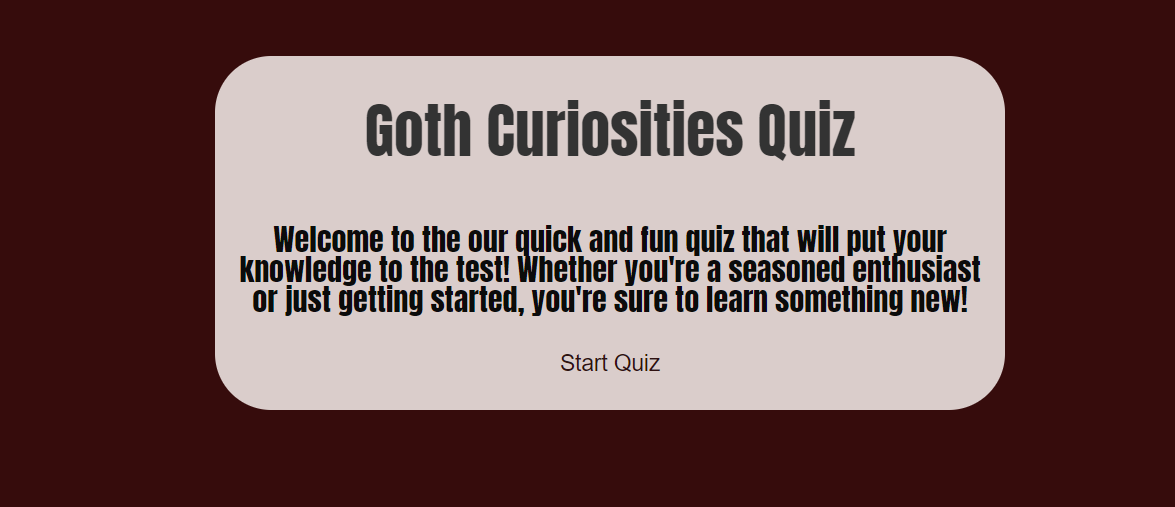 Goth Curiosities Quiz
Welcome to the our quick and fun quiz that will put your
knowledge to the test! Whether you're a seasoned enthusiast
or just getting started, you're sure to learn something new!
Start Quiz